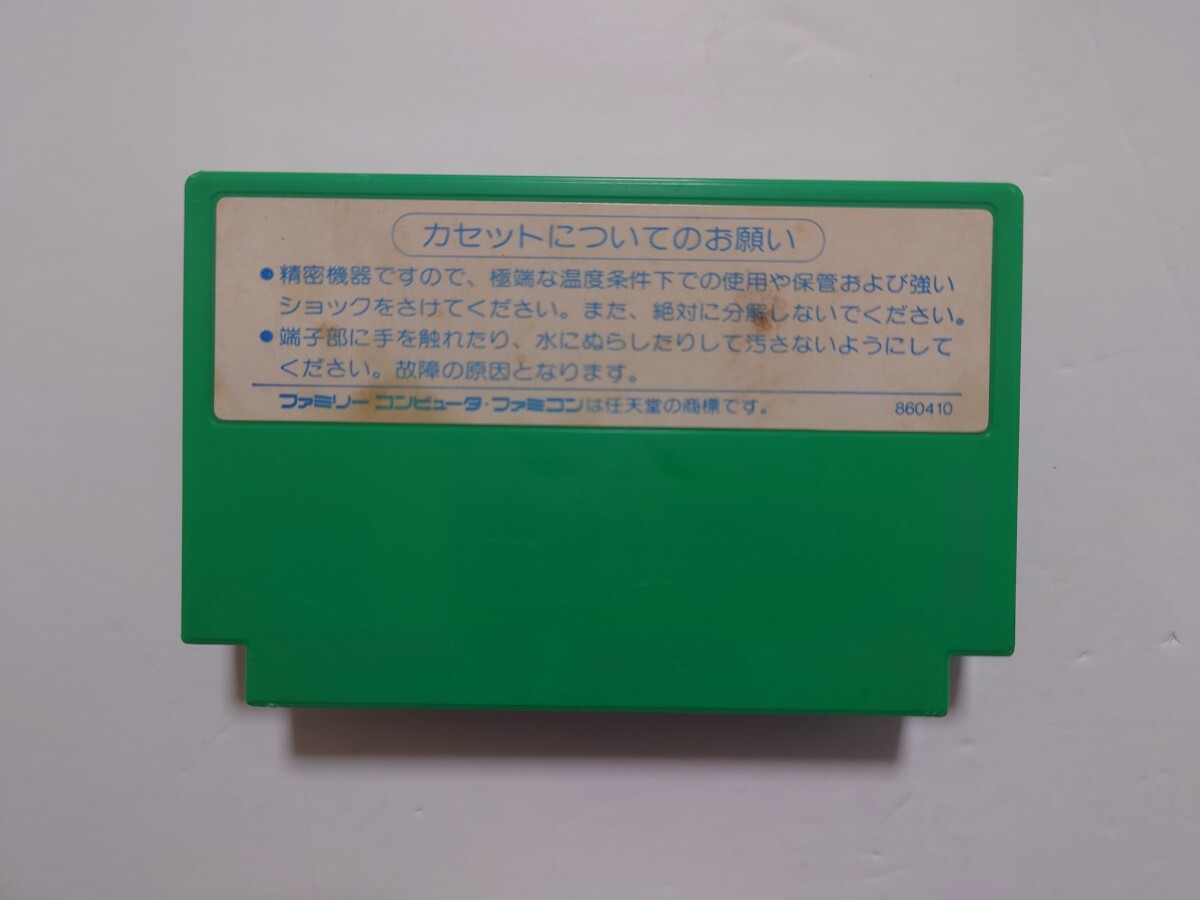 カセットについてのお願い
●精密機器ですので、極端な温度条件下での使用や保管および強い
ショックをさけてください。また、絶対に分解しないでください。
●端子部に手を触れたり、水にぬらしたりして汚さないようにして
ください。故障の原因となります。
ファミリー コンピュータ・ファミコンは任天堂の商標です。 860410